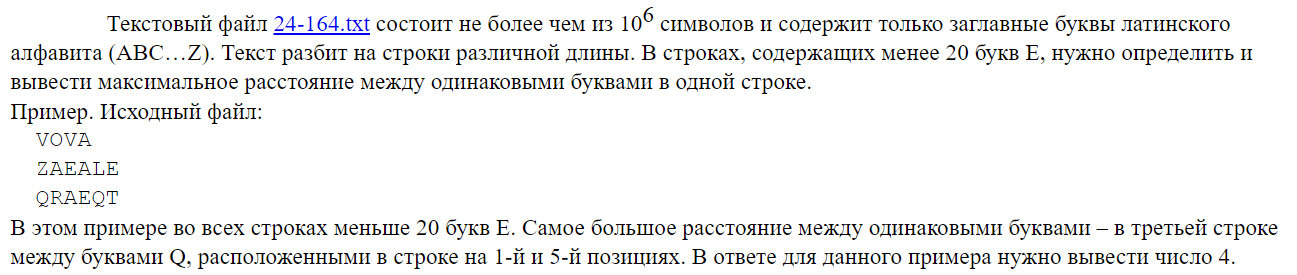 Текстовый файл 24-164.txt состоит не более чем из 10⁶ символов и содержит только заглавные буквы латинского
алфавита (ABC…Z). Текст разбит на строки различной длины. В строках, содержащих менее 20 букв E, нужно определить и
вывести максимальное расстояние между одинаковыми буквами в одной строке.
Пример. Исходный файл:
VOVA
ZAEALE
QRAEQT
В этом примере во всех строках меньше 20 букв E. Самое большое расстояние между одинаковыми буквами – в третьей строке
между буквами Q, расположенными в строке на 1-й и 5-й позициях. В ответе для данного примера нужно вывести число 4.